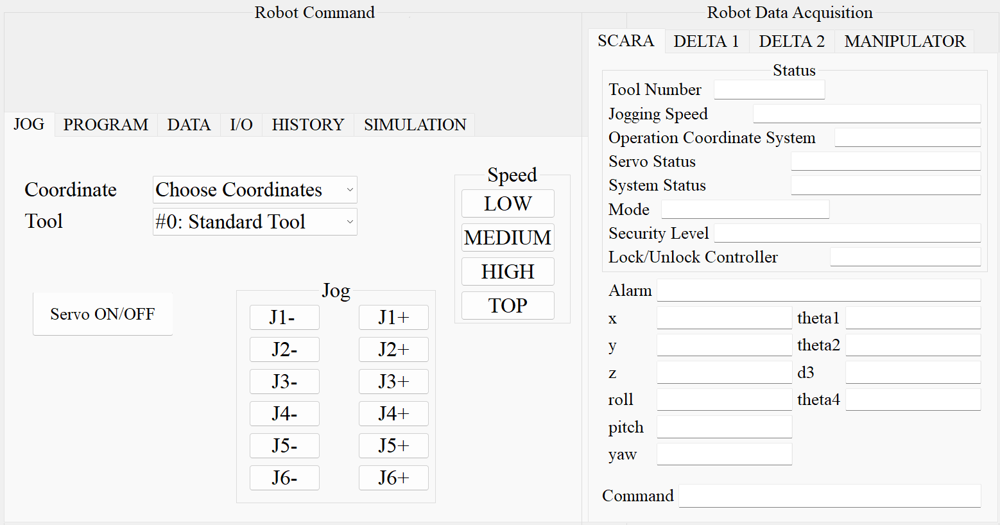 Robot Command
JOG PROGRAM DATA I/O HISTORY SIMULATION
Coordinate Choose Coordinates
Tool #0: Standard Tool
Servo ON/OFF
Jog
J1- J1+
J2- J2+
J3- J3+
J4- J4+
J5- J5+
J6- J6+
Speed
LOW
MEDIUM
HIGH
TOP
Robot Data Acquisition
SCARA DELTA 1 DELTA 2 MANIPULATOR
Status
Tool Number
Jogging Speed
Operation Coordinate System
Servo Status
System Status
Mode
Security Level
Lock/Unlock Controller
Alarm
x theta1
y theta2
z d3
roll theta4
pitch
yaw
Command